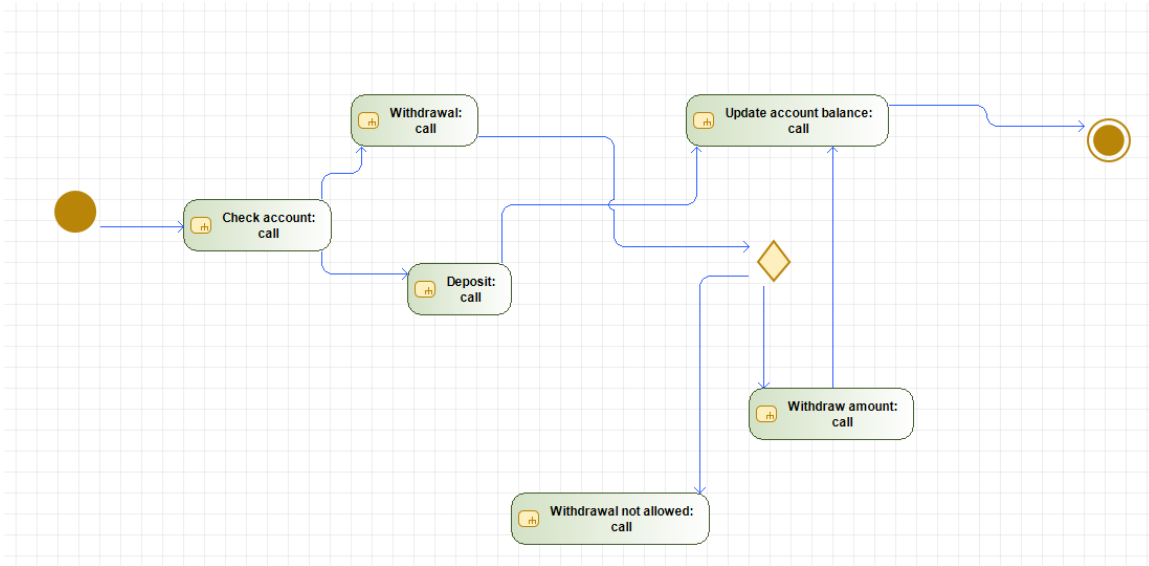 Withdrawal:
call
Update account balance:
call
Check account:
call
Deposit:
call
Withdraw amount:
call
Withdrawal not allowed:
call